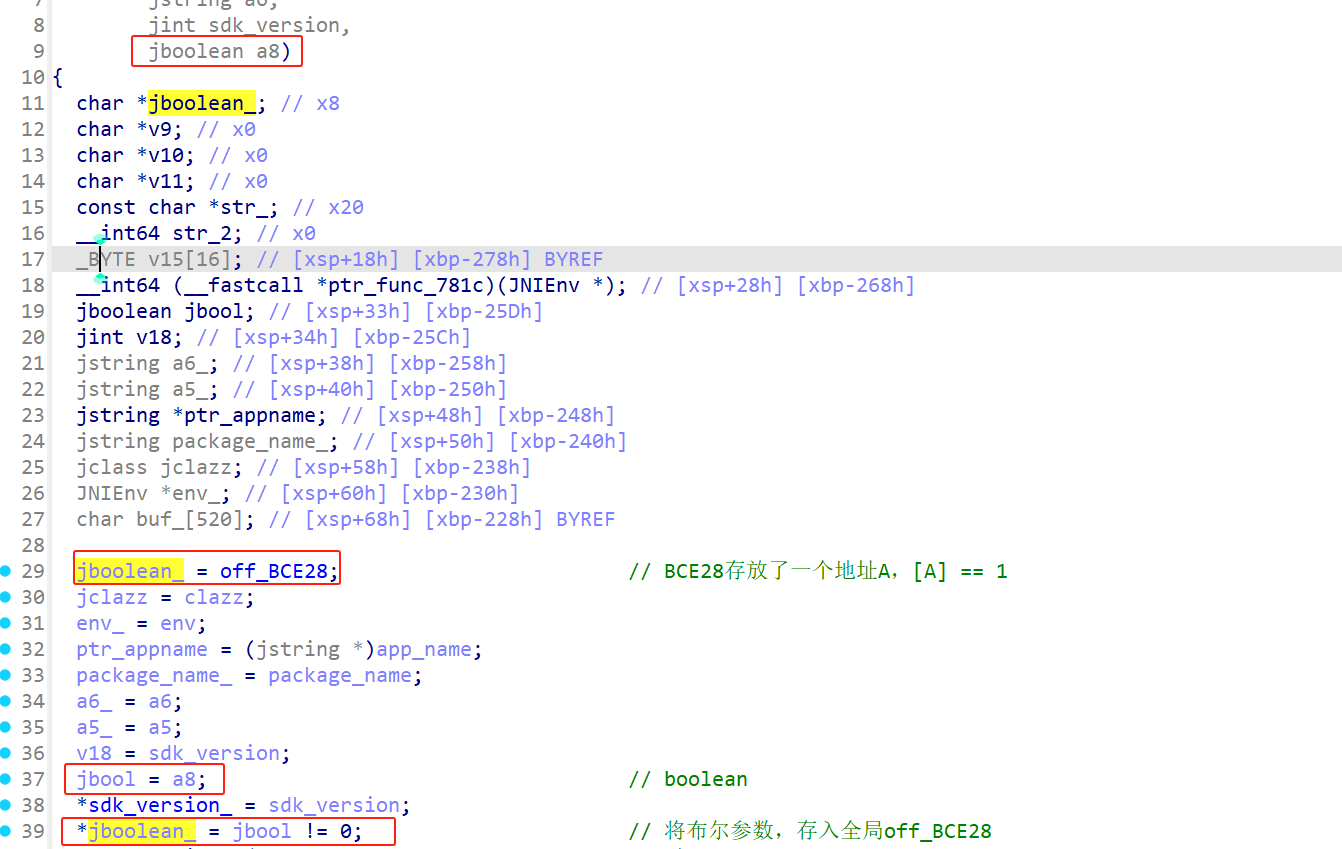 7 jstring a6,
8 jint sdk_version,
9 jboolean a8)
10 {
11 char *jboolean_; // x8
12 char *v9; // x0
13 char *v10; // x0
14 char *v11; // x0
15 const char *str_; // x20
16 __int64 str_2; // x0
17 _BYTE v15[16]; // [xsp+18h] [xbp-278h] BYREF
18 __int64 (__fastcall *ptr_func_781c)(JNIEnv *); // [xsp+28h] [xbp-268h]
19 jboolean jbool; // [xsp+33h] [xbp-25Dh]
20 jint v18; // [xsp+34h] [xbp-25Ch]
21 jstring a6_; // [xsp+38h] [xbp-258h]
22 jstring a5_; // [xsp+40h] [xbp-250h]
23 jstring *ptr_appname; // [xsp+48h] [xbp-248h]
24 jstring package_name_; // [xsp+50h] [xbp-240h]
25 jclass jclazz; // [xsp+58h] [xbp-238h]
26 JNIEnv *env_; // [xsp+60h] [xbp-230h]
27 char buf_[520]; // [xsp+68h] [xbp-228h] BYREF
28
29 jboolean_ = off_BCE28; // BCE28存放了一个地址A，[A] == 1
30 jclazz = clazz;
31 env_ = env;
32 ptr_appname = (jstring *)app_name;
33 package_name_ = package_name;
34 a6_ = a6;
35 a5_ = a5;
36 v18 = sdk_version;
37 jbool = a8; // boolean
38 *sdk_version_ = sdk_version;
39 *jboolean_ = jbool != 0; // 将布尔参数，存入全局off_BCE28